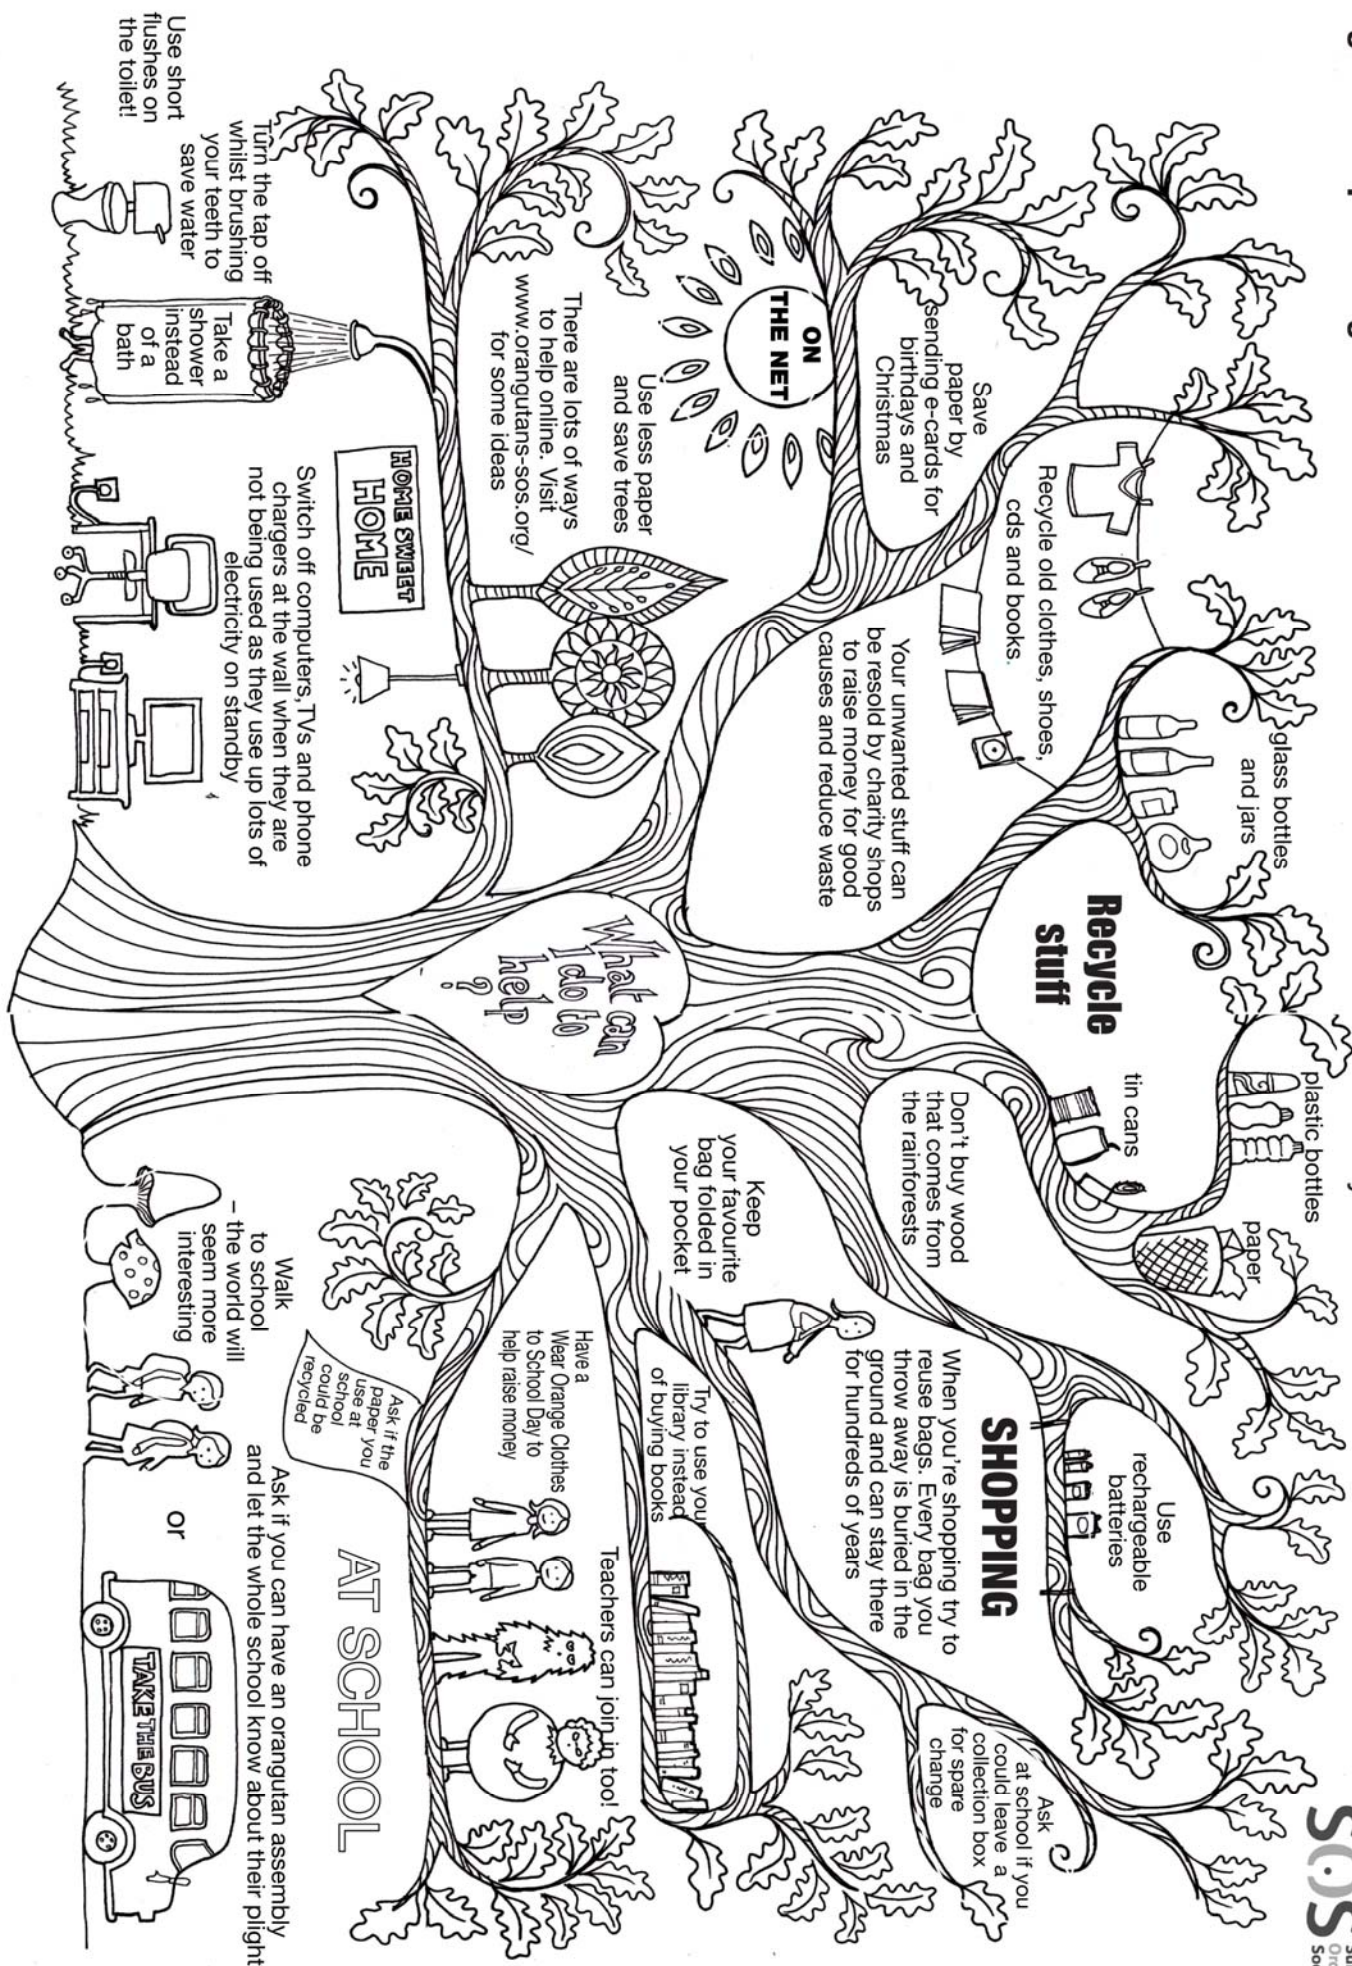 Save
paper by
sending e-cards for
birthdays and
Christmas
ON
THE NET
Use less paper
and save trees
There are lots of ways
to help online. Visit
www.orangutans-sos.org/
for some ideas
Recycle old clothes, shoes,
cds and books.
Your unwanted stuff can
be resold by charity shops
to raise money for good
causes and reduce waste
glass bottles
and jars
Recycle
stuff
plastic bottles
tin cans
paper
Don't buy wood
that comes from
the rainforests
Use
rechargeable
batteries
SHOPPING
When you're shopping try to
reuse bags. Every bag you
throw away is buried in the
ground and can stay there
for hundreds of years
Keep
your favourite
bag folded in
your pocket
Ask
at school if you
could leave a
collection box
for spare
change
Try to use your
library instead
of buying books
What can
I do to
help
?
Have a
Wear Orange Clothes
to School Day to
help raise money
Teachers can join in too!
AT SCHOOL
Ask if the
paper you
use at
school
could be
recycled
Ask if you can have an orangutan assembly
and let the whole school know about their plight
Walk
to school
– the world will
seem more
interesting
or
TAKE THE BUS
HOME SWEET
HOME
Switch off computers, TVs and phone
chargers at the wall when they are
not being used as they use up lots of
electricity on standby
Take a
shower
instead
of a
bath
Turn the tap off
whilst brushing
your teeth to
save water
Use short
flushes on
the toilet!
SOS